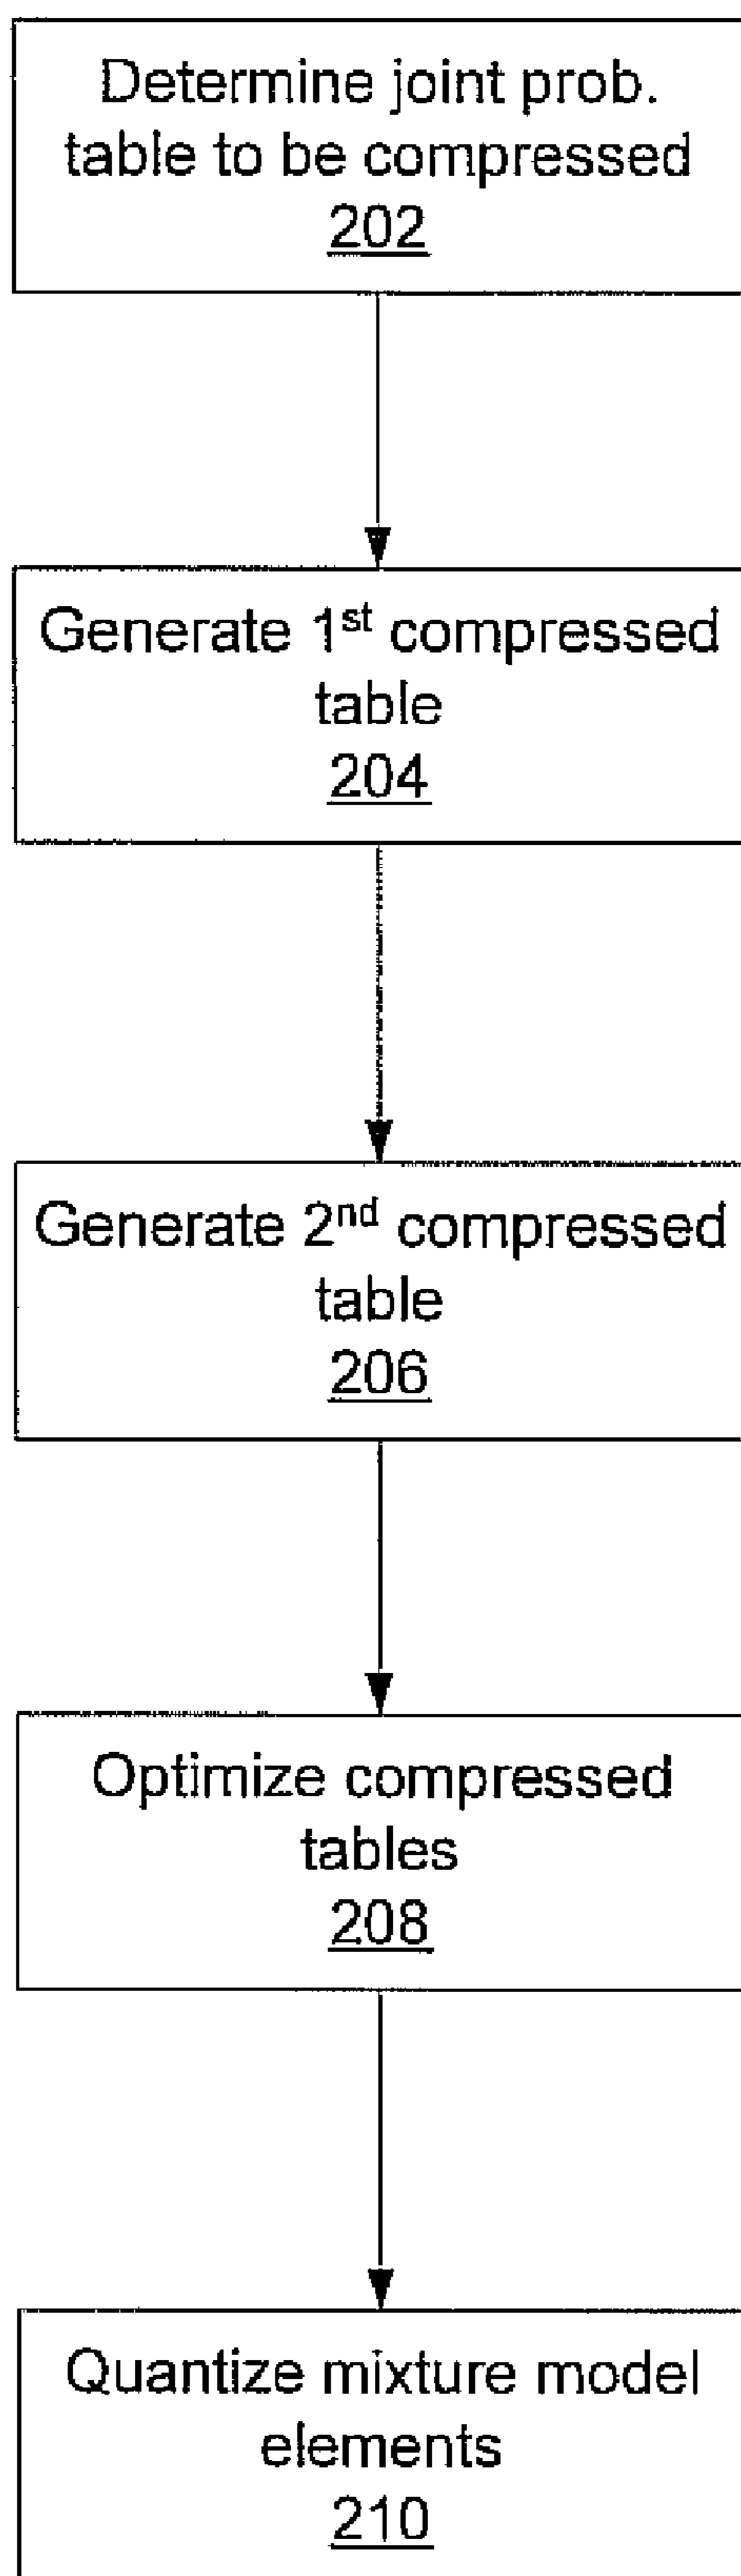 Determine joint prob.
table to be compressed
202
Generate 1st compressed
table
204
Generate 2nd compressed
table
206
Optimize compressed
tables
208
Quantize mixture model
elements
210